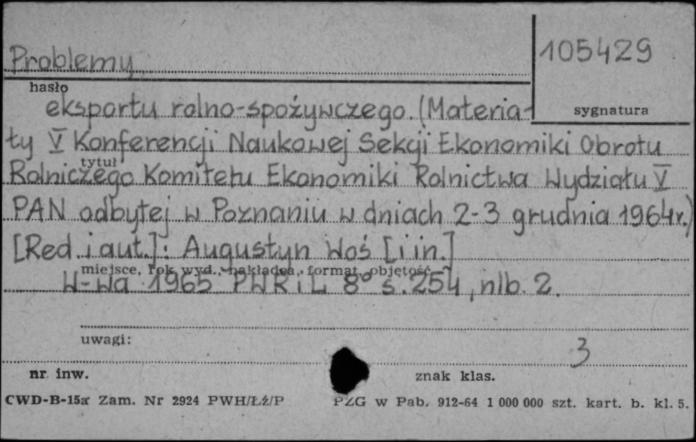 Problemy
105429
hasło
sygnatura
eksportu rolno-spożywczego. (Materia-
ły V Konferencji Naukowej Sekcji Ekonomiki Obrotu
tytuł
Rolniczego Komitetu Ekonomiki Rolnictwa Wydziału V
PAN odbytej w Poznaniu w dniach 2-3 grudnia 1964r.)
[Red. i aut.]: Augustyn Woś [i in.]
miejsce, rok wyd., nakładca, format, objętość
W-wa 1965 PWRiL 8° s. 254, nlb. 2.
uwagi:
3
nr inw.
znak klas.
CWD-B-15a Zam. Nr 2924 PWH/Łź/P
PZG w Pab. 912-64 1 000 000 szt. kart. b. kl. 5.